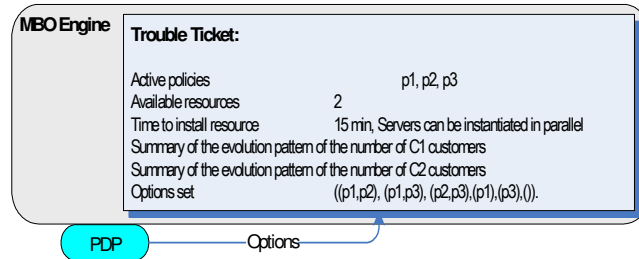 MBO Engine
Trouble Ticket:
Active policies p1, p2, p3
Available resources 2
Time to install resource 15 min, Servers can be instantiated in parallel
Summary of the evolution pattern of the number of C1 customers
Summary of the evolution pattern of the number of C2 customers
Options set ((p1,p2), (p1,p3), (p2,p3),(p1),(p3),()).
PDP
Options